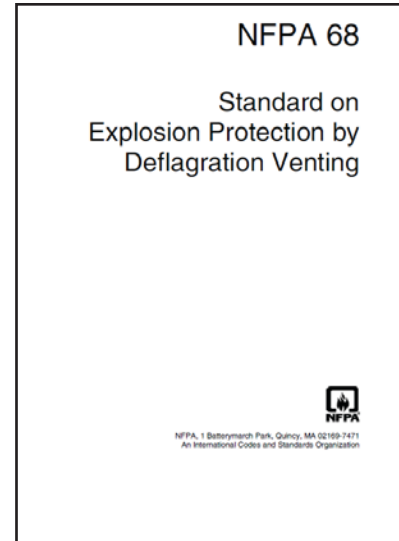 NFPA 68
Standard on
Explosion Protection by
Deflagration Venting
NFPA
NFPA, 1 Batterymarch Park, Quincy, MA 02169-7471
An International Codes and Standards Organization